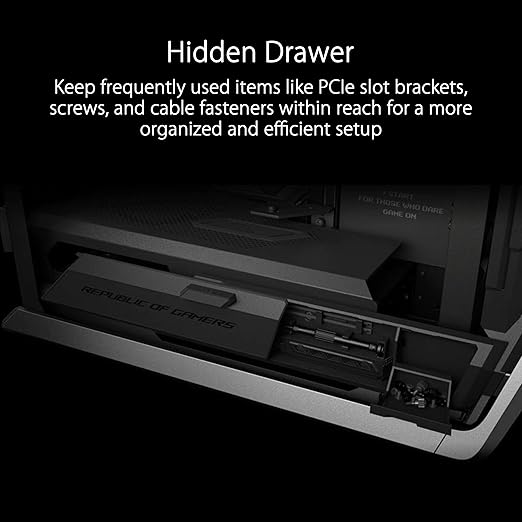 Hidden Drawer
Keep frequently used items like PCIe slot brackets,
screws, and cable fasteners within reach for a more
organized and efficient setup
FOR THOSE WHO DARE
GAME ON
REPUBLIC OF GAMERS